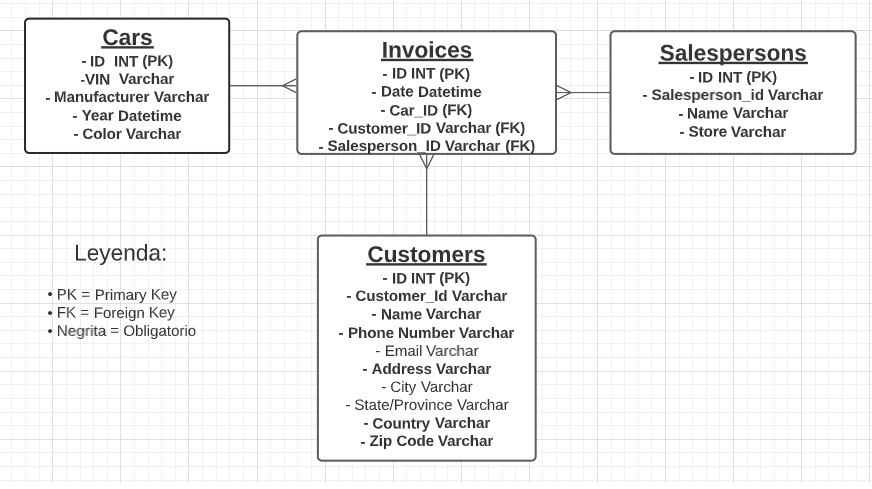 Cars
- ID INT (PK)
-VIN Varchar
- Manufacturer Varchar
- Year Datetime
- Color Varchar
Invoices
- ID INT (PK)
- Date Datetime
- Car_ID (FK)
- Customer_ID Varchar (FK)
- Salesperson_ID Varchar (FK)
Salespersons
- ID INT (PK)
- Salesperson_id Varchar
- Name Varchar
- Store Varchar
Customers
- ID INT (PK)
- Customer_Id Varchar
- Name Varchar
- Phone Number Varchar
- Email Varchar
- Address Varchar
- City Varchar
- State/Province Varchar
- Country Varchar
- Zip Code Varchar
Leyenda:
• PK = Primary Key
• FK = Foreign Key
• Negrita = Obligatorio